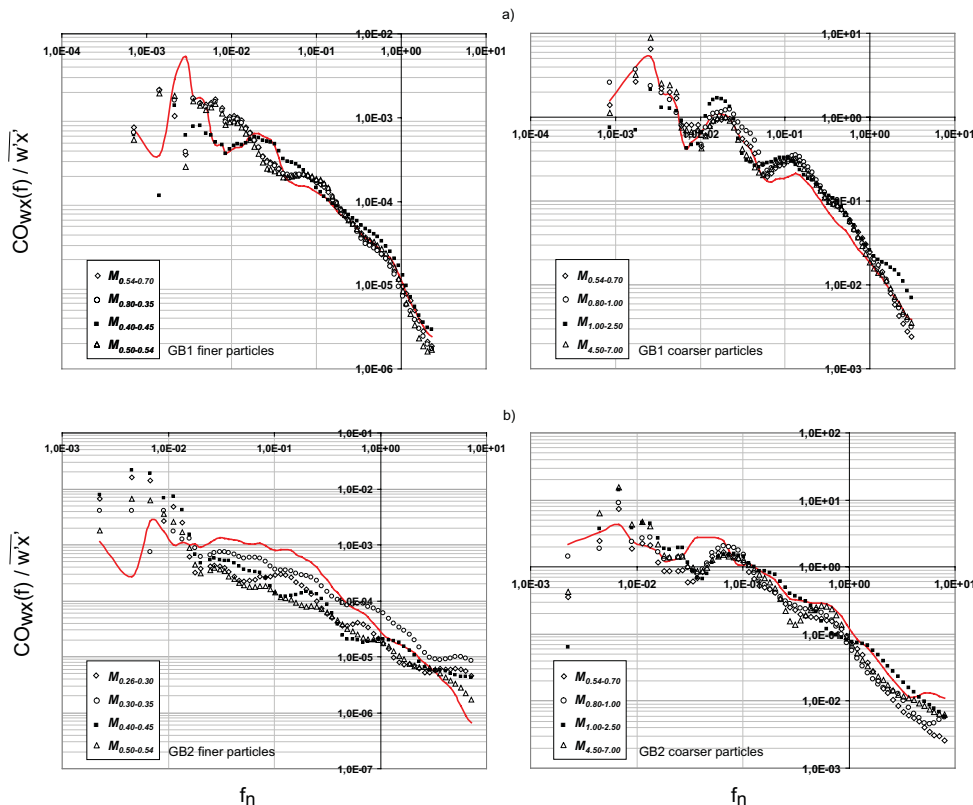 a)
1,0E-04
1,0E-03
1,0E-02
1,0E-01
1,0E+00
1,0E+01
1,0E-02
1,0E-03
1,0E-04
1,0E-05
1,0E-06
COwx(f) / w'x'
M0.54-0.70
M0.80-0.35
M0.40-0.45
M0.50-0.54
GB1 finer particles
1,0E+01
1,0E+00
1,0E-04
1,0E-03
1,0E-02
1,0E-01
1,0E+0
1,0E+01
1,0E-01
1,0E-02
1,0E-03
M0.54-0.70
M0.80-1.00
M1.00-2.50
M4.50-7.00
GB1 coarser particles
b)
1,0E-03
1,0E-02
1,0E-01
1,0E+00
1,0E+01
1,0E-01
1,0E-02
1,0E-03
1,0E-04
1,0E-05
1,0E-06
1,0E-07
COwx(f) / w'x'
M0.26-0.30
M0.30-0.35
M0.40-0.45
M0.50-0.54
GB2 finer particles
fn
1,0E+02
1,0E+01
1,0E+00
1,0E-03
1,0E-02
1,0E-01
1,0E+00
1,0E+01
1,0E-01
1,0E-02
1,0E-03
M0.54-0.70
M0.80-1.00
M1.00-2.50
M4.50-7.00
GB2 coarser particles
fn